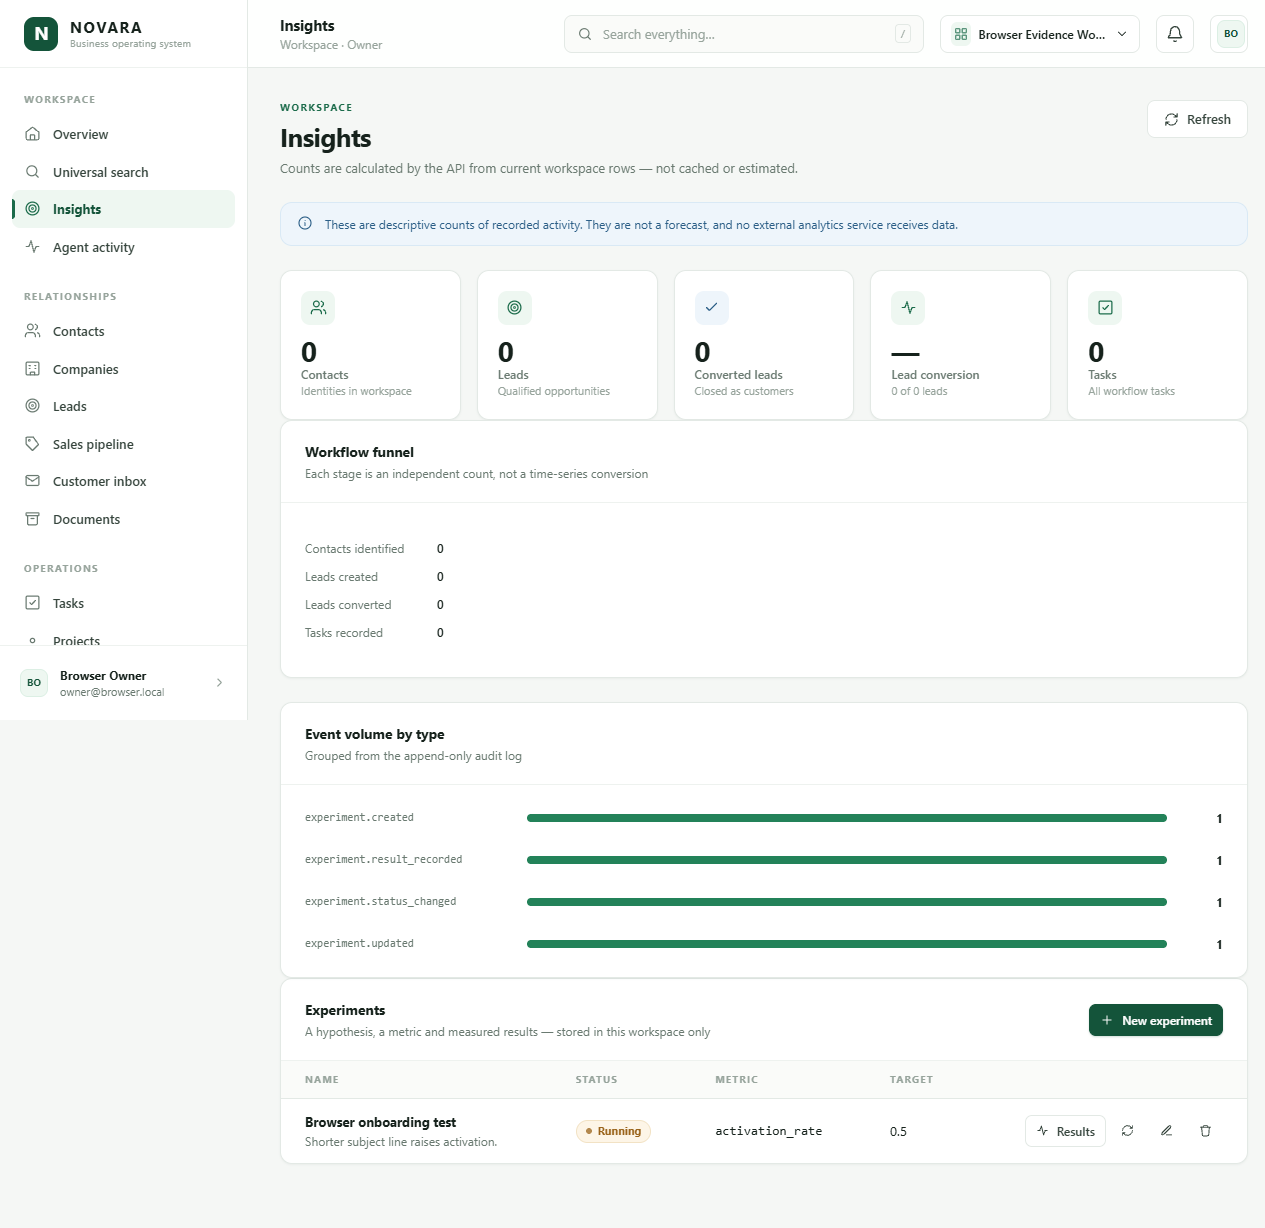 N
NOVARA
Business operating system
Insights
Workspace · Owner
Search everything...
/
Browser Evidence Wo...
BO
WORKSPACE
Overview
Universal search
Insights
Agent activity
RELATIONSHIPS
Contacts
Companies
Leads
Sales pipeline
Customer inbox
Documents
OPERATIONS
Tasks
Projects
BO
Browser Owner
owner@browser.local
WORKSPACE
Insights
Counts are calculated by the API from current workspace rows — not cached or estimated.
Refresh
These are descriptive counts of recorded activity. They are not a forecast, and no external analytics service receives data.
0
Contacts
Identities in workspace
0
Leads
Qualified opportunities
0
Converted leads
Closed as customers
—
Lead conversion
0 of 0 leads
0
Tasks
All workflow tasks
Workflow funnel
Each stage is an independent count, not a time-series conversion
Contacts identified 0
Leads created 0
Leads converted 0
Tasks recorded 0
Event volume by type
Grouped from the append-only audit log
experiment.created 1
experiment.result_recorded 1
experiment.status_changed 1
experiment.updated 1
Experiments
A hypothesis, a metric and measured results — stored in this workspace only
New experiment
NAME STATUS METRIC TARGET
Browser onboarding test
Shorter subject line raises activation.
Running
activation_rate
0.5
Results